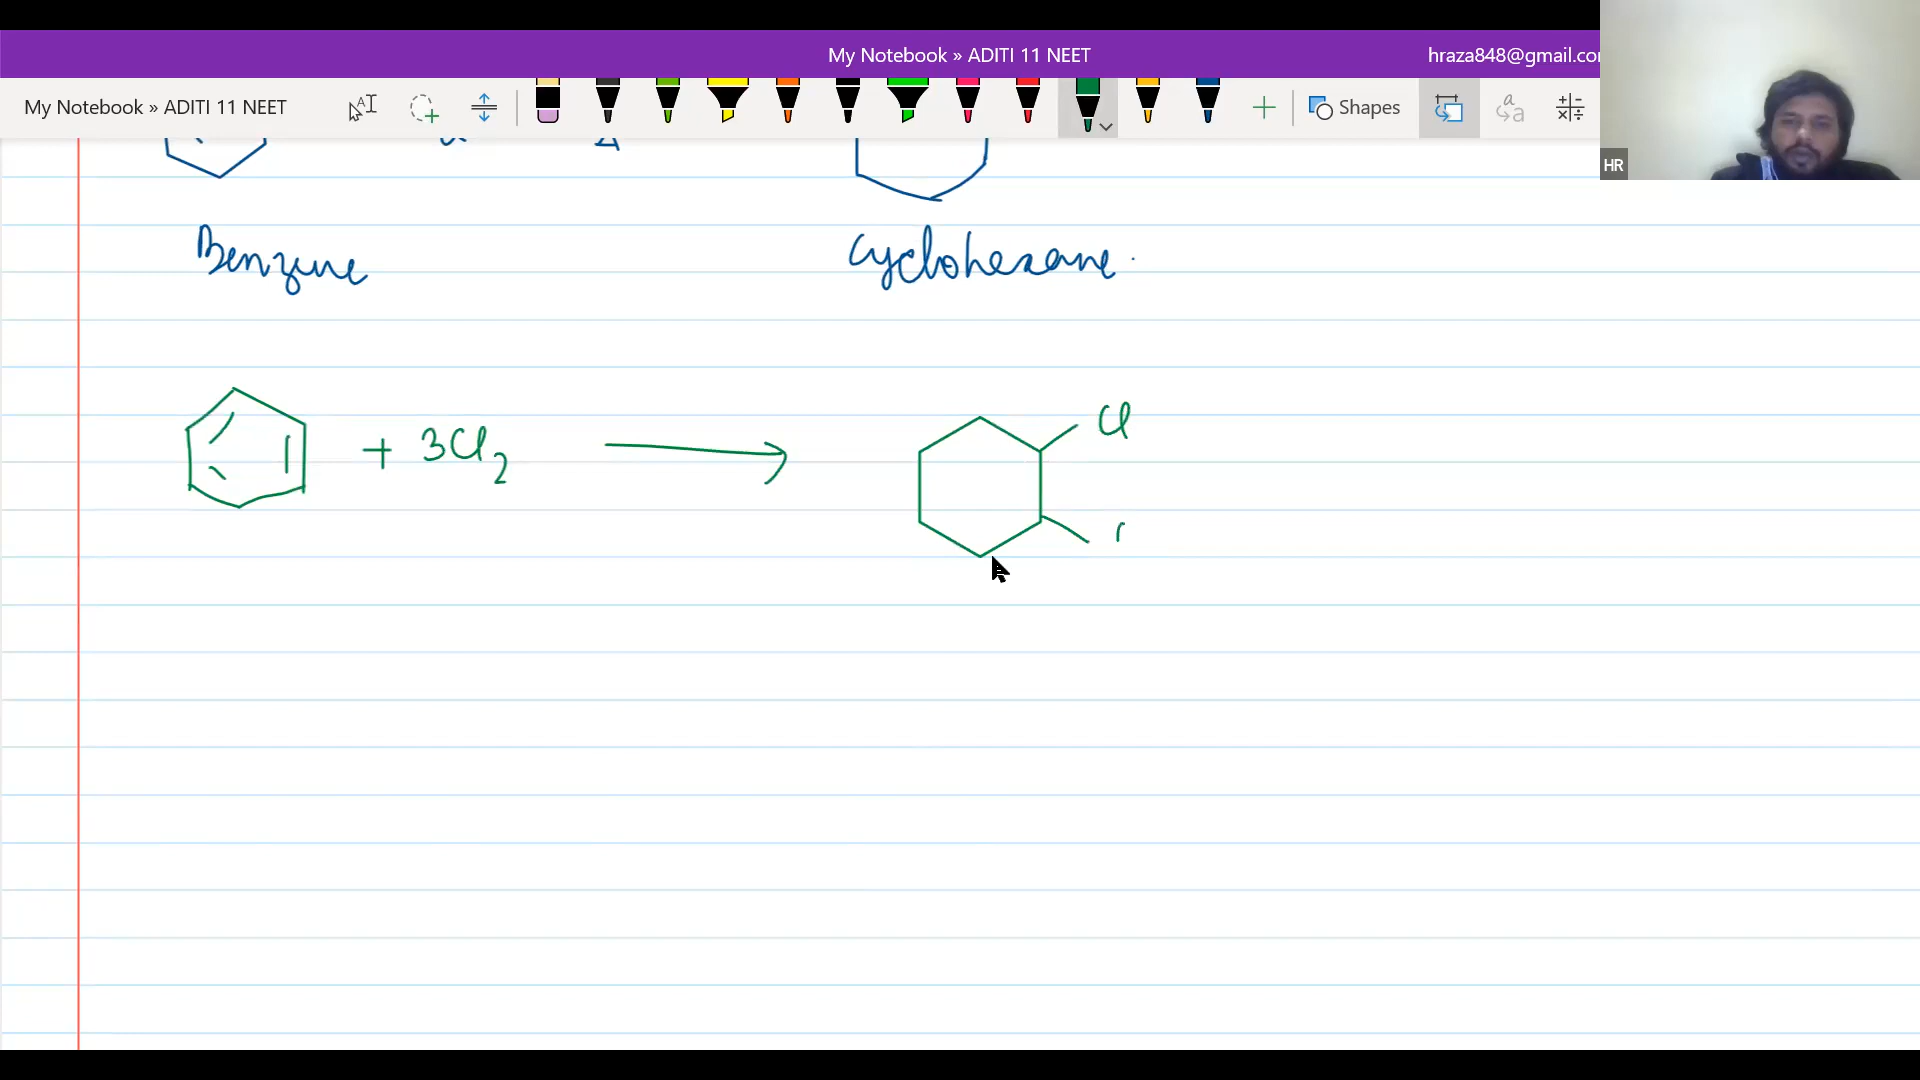 My Notebook » ADITI 11 NEET
hraza848@gmail.co
My Notebook » ADITI 11 NEET
Shapes
HR
Benzene
Cyclohexane.
+ 3Cl2
Cl